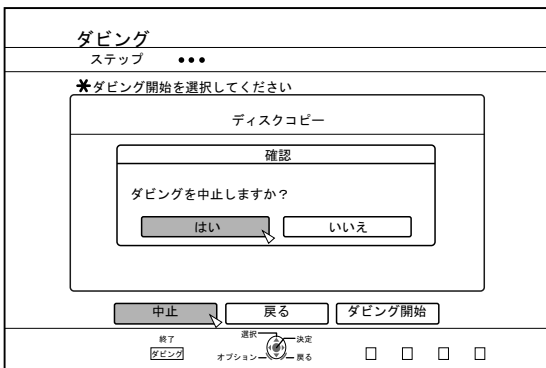 ダビング
ステップ ●●●
*ダビング開始を選択してください
ディスクコピー
確認
ダビングを中止しますか？
はい いいえ
中止 戻る ダビング開始
終了
ダビング
選択 決定
オプション 戻る